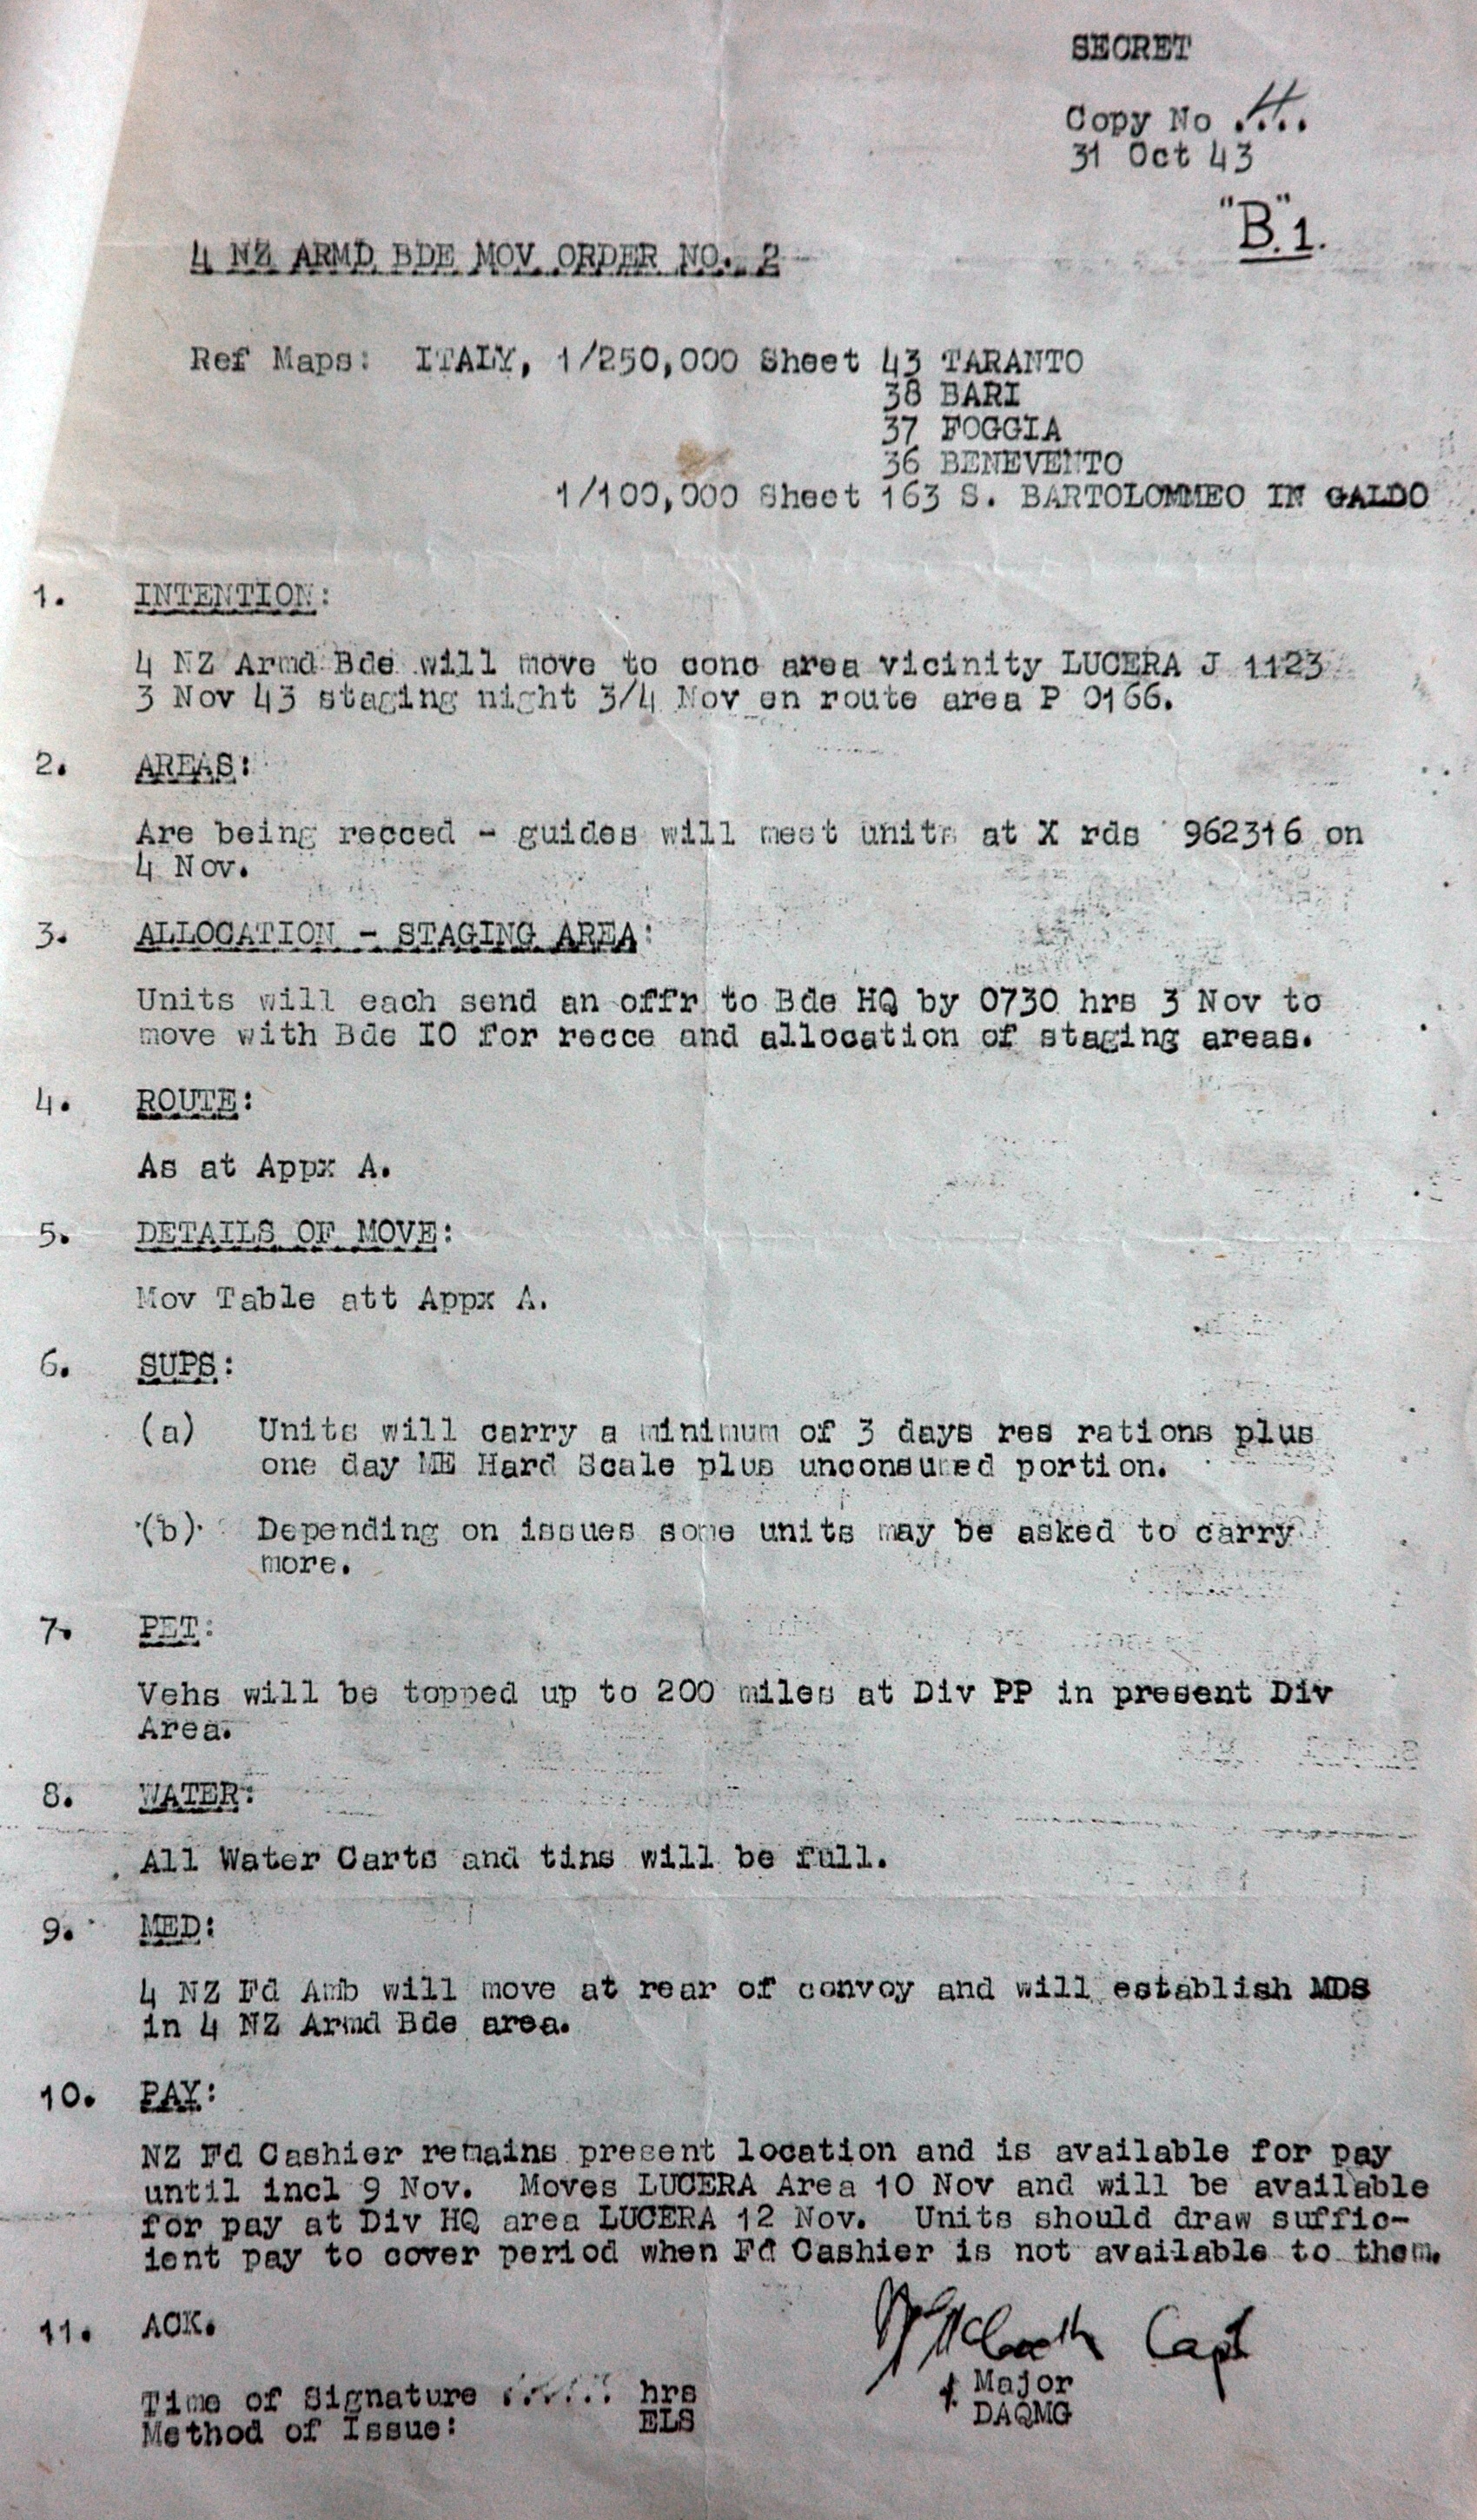 SECRET
Copy No ....
31 Oct 43
"B".1.
4 NZ ARMD BDE MOV ORDER NO. 2
Ref Maps: ITALY, 1/250,000 Sheet 43 TARANTO
38 BARI
37 FOGGIA
36 BENEVENTO
1/100,000 Sheet 163 S. BARTOLOMMEO IN GALDO
1. INTENTION:
4 NZ Armd Bde will move to conc area vicinity LUCERA J 1123
3 Nov 43 staging night 3/4 Nov en route area P 0166.
2. AREAS:
Are being recced - guides will meet units at X rds 962316 on
4 Nov.
3. ALLOCATION - STAGING AREA:
Units will each send an offr to Bde HQ by 0730 hrs 3 Nov to
move with Bde IO for recce and allocation of staging areas.
4. ROUTE:
As at Appx A.
5. DETAILS OF MOVE:
Mov Table att Appx A.
6. SUPS:
(a) Units will carry a minimum of 3 days res rations plus
one day ME Hard Scale plus unconsumed portion.
(b) Depending on issues some units may be asked to carry
more.
7. PET:
Vehs will be topped up to 200 miles at Div PP in present Div
Area.
8. WATER:
All Water Carts and tins will be full.
9. MED:
4 NZ Fd Amb will move at rear of convoy and will establish MDS
in 4 NZ Armd Bde area.
10. PAY:
NZ Fd Cashier remains present location and is available for pay
until incl 9 Nov. Moves LUCERA Area 10 Nov and will be available
for pay at Div HQ area LUCERA 12 Nov. Units should draw suffic-
ient pay to cover period when Fd Cashier is not available to them.
11. ACK.
Capt
Major
DAQMG
Time of Signature ...... hrs
Method of Issue: ELS